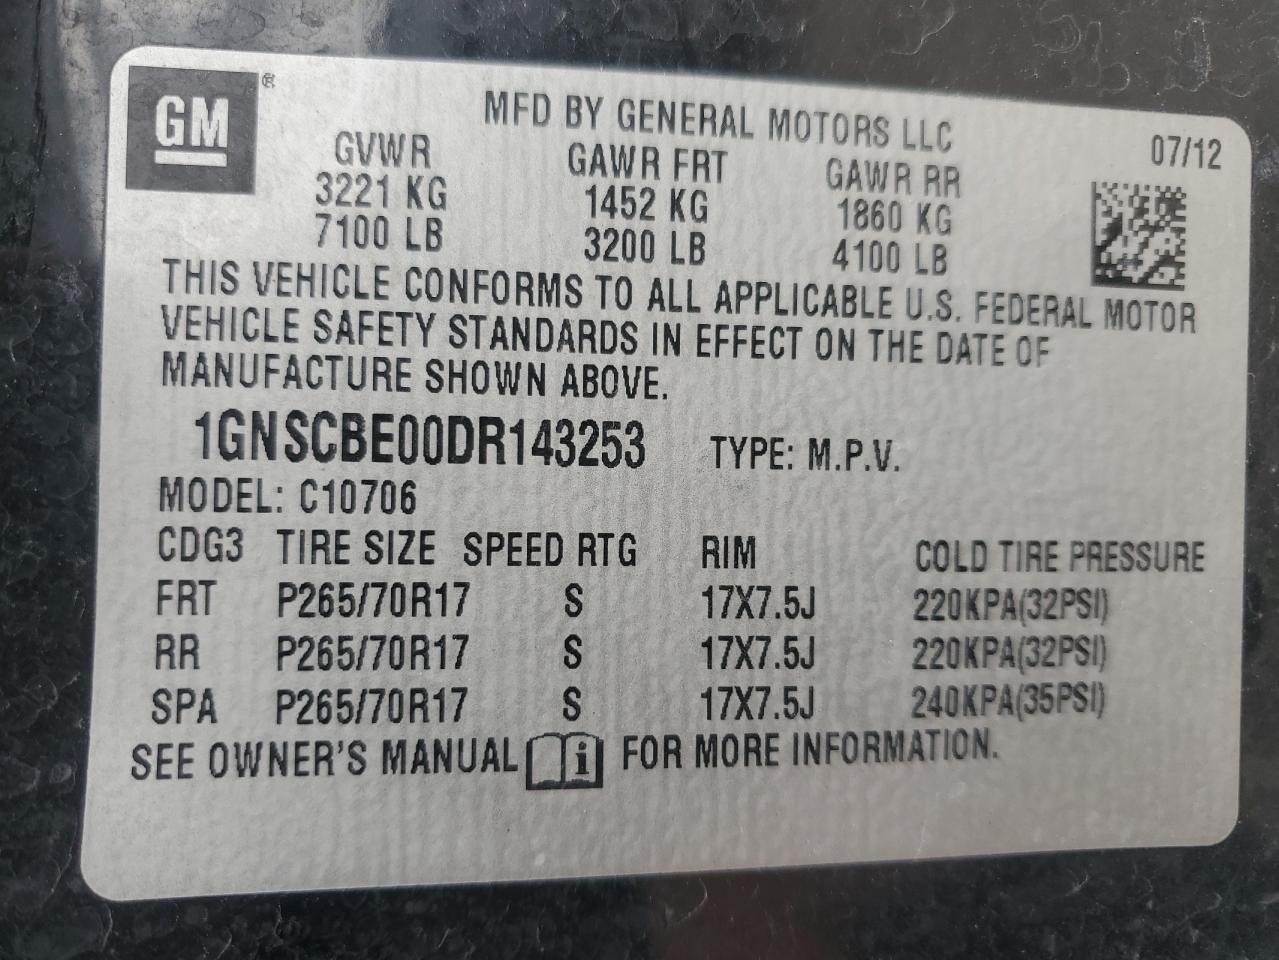 GM ®
MFD BY GENERAL MOTORS LLC
07/12
GVWR GAWR FRT GAWR RR
3221 KG 1452 KG 1860 KG
7100 LB 3200 LB 4100 LB
THIS VEHICLE CONFORMS TO ALL APPLICABLE U.S. FEDERAL MOTOR
VEHICLE SAFETY STANDARDS IN EFFECT ON THE DATE OF
MANUFACTURE SHOWN ABOVE.
1GNSCBE00DR143253 TYPE: M.P.V.
MODEL: C10706
CDG3 TIRE SIZE SPEED RTG RIM COLD TIRE PRESSURE
FRT P265/70R17 S 17X7.5J 220KPA(32PSI)
RR P265/70R17 S 17X7.5J 220KPA(32PSI)
SPA P265/70R17 S 17X7.5J 240KPA(35PSI)
SEE OWNER'S MANUAL i FOR MORE INFORMATION.